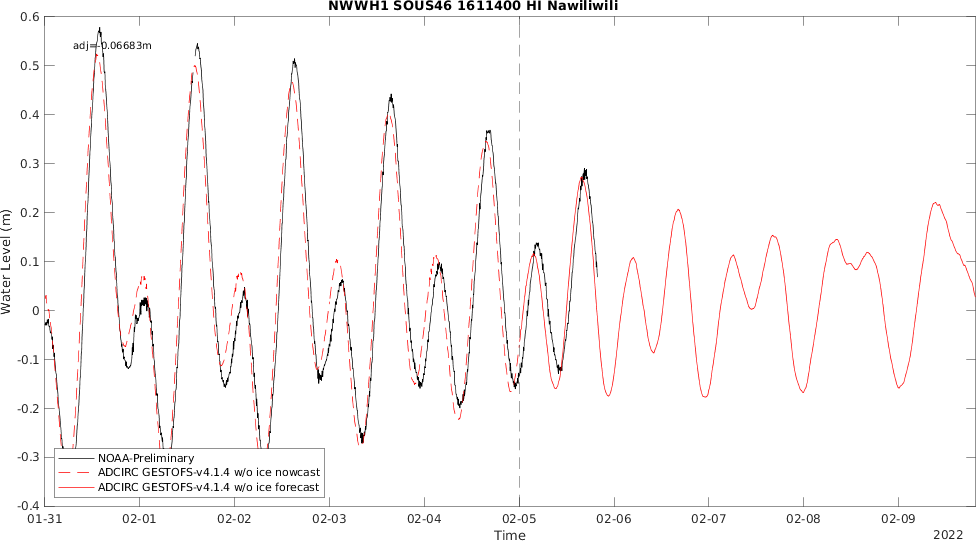 NWWH1 SOUS46 1611400 HI Nawiliwili
adj=-0.06683m
0.6
0.5
0.4
0.3
0.2
0.1
0
-0.1
-0.2
-0.3
-0.4
Water Level (m)
NOAA-Preliminary
ADCIRC GESTOFS-v4.1.4 w/o ice nowcast
ADCIRC GESTOFS-v4.1.4 w/o ice forecast
01-31 02-01 02-02 02-03 02-04 02-05 02-06 02-07 02-08 02-09
Time
2022